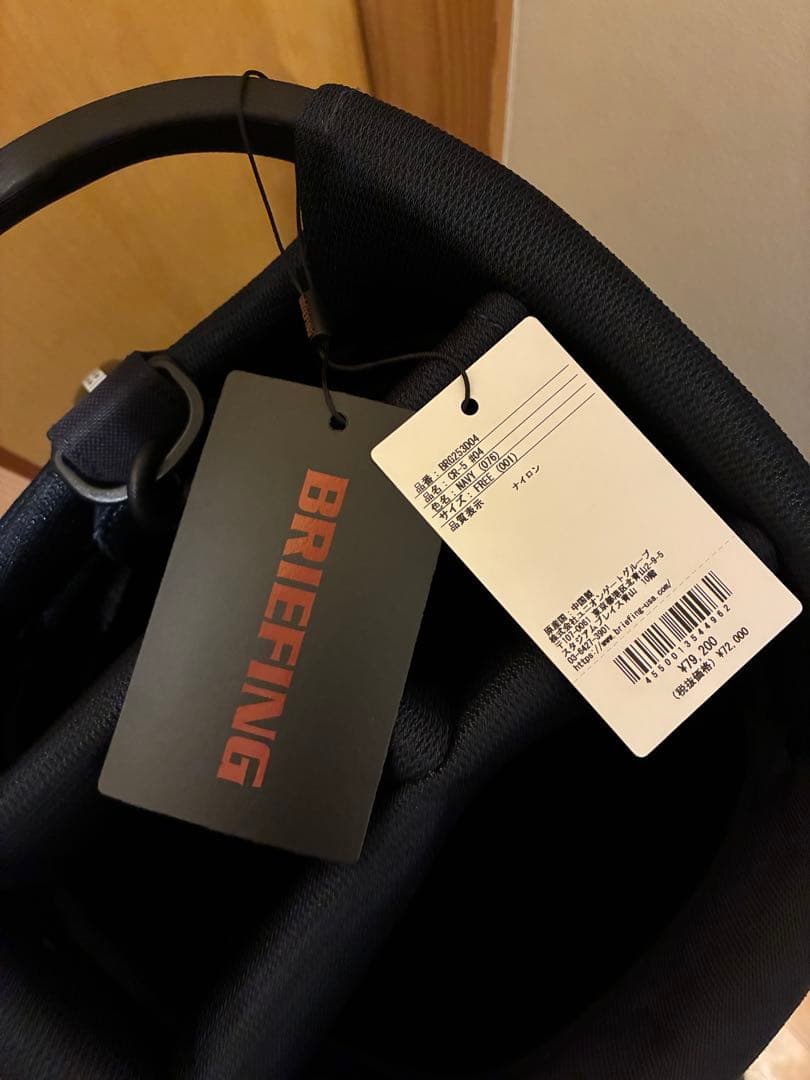 BRIEFING
品番: BRG253D04
品名: CR-5 #04
色名: NAVY (076)
サイズ: FREE (001)
品質表示 ナイロン
原産国: 中国製
株式会社ユニオンゲートグループ
〒107-0061 東京都港区北青山2-9-5
スタジアムプレイス青山 10階
03-6427-3901
https://www.briefing-usa.com/
4550013544962
¥79,200
(税抜価格) ¥72,000